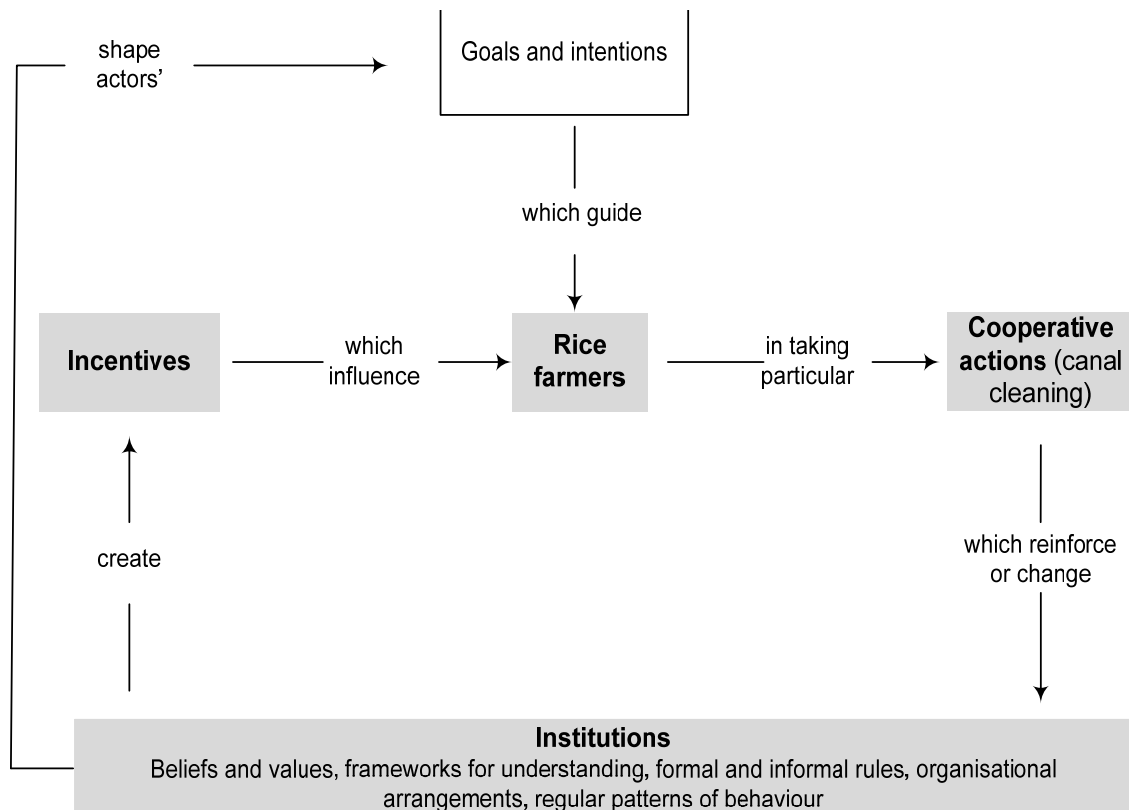 shape
actors’
Goals and intentions
which guide
Incentives
which
influence
Rice
farmers
in taking
particular
Cooperative
actions (canal
cleaning)
create
which reinforce
or change
Institutions
Beliefs and values, frameworks for understanding, formal and informal rules, organisational
arrangements, regular patterns of behaviour